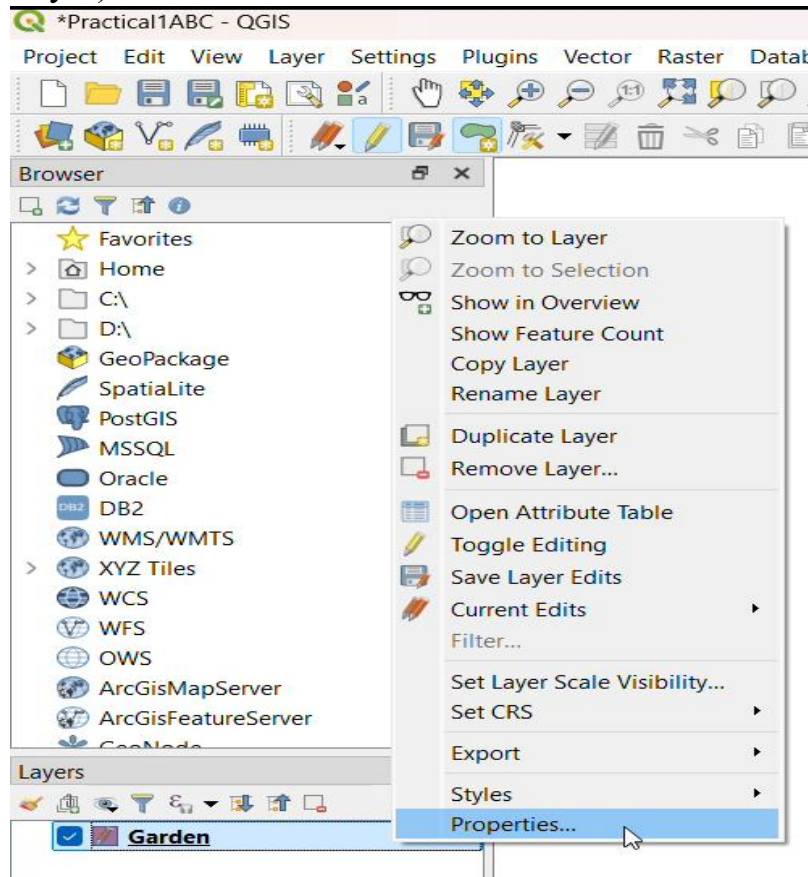 *Practical1ABC - QGIS
Project Edit View Layer Settings Plugins Vector Raster Datab
Browser
Favorites
Home
C:\
D:\
GeoPackage
SpatiaLite
PostGIS
MSSQL
Oracle
DB2
WMS/WMTS
XYZ Tiles
WCS
WFS
OWS
ArcGisMapServer
ArcGisFeatureServer
GeoNode
Zoom to Layer
Zoom to Selection
Show in Overview
Show Feature Count
Copy Layer
Rename Layer
Duplicate Layer
Remove Layer...
Open Attribute Table
Toggle Editing
Save Layer Edits
Current Edits
Filter...
Set Layer Scale Visibility...
Set CRS
Export
Styles
Properties...
Layers
Garden